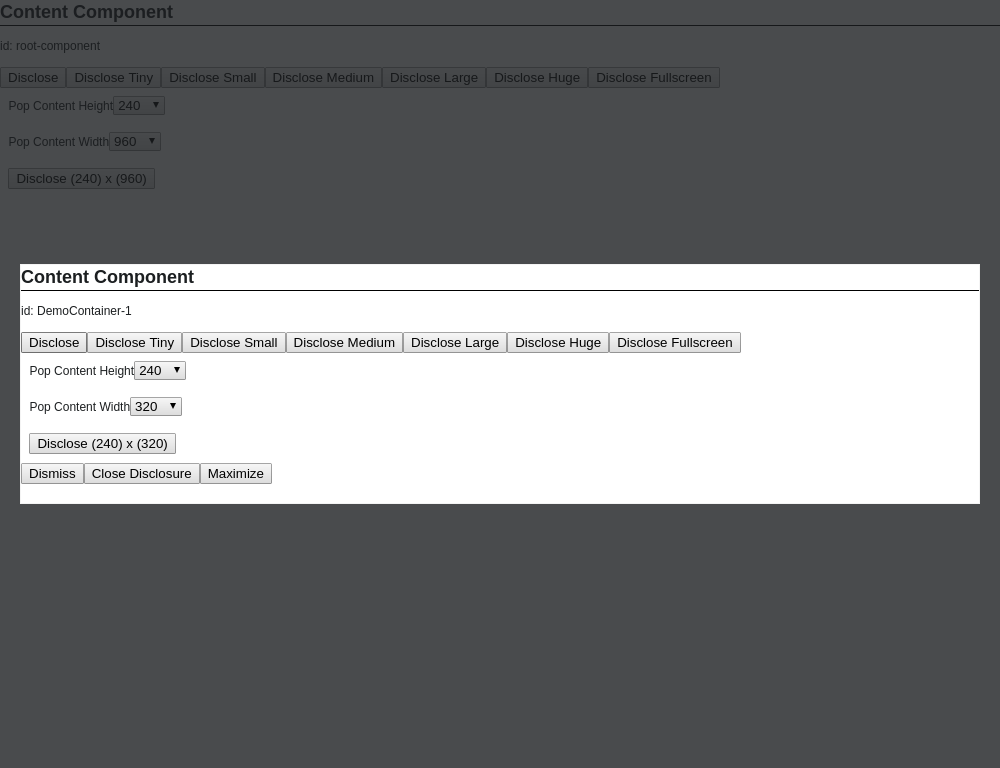 Content Component
id: root-component
Disclose Disclose Tiny Disclose Small Disclose Medium Disclose Large Disclose Huge Disclose Fullscreen
Pop Content Height 240
Pop Content Width 960
Disclose (240) x (960)
Content Component
id: DemoContainer-1
Disclose Disclose Tiny Disclose Small Disclose Medium Disclose Large Disclose Huge Disclose Fullscreen
Pop Content Height 240
Pop Content Width 320
Disclose (240) x (320)
Dismiss Close Disclosure Maximize